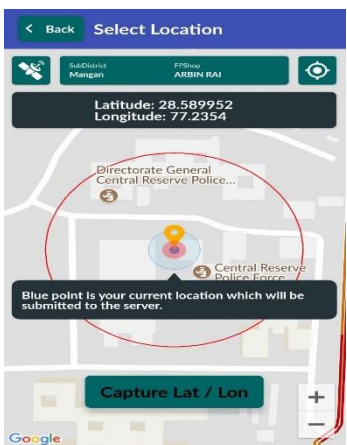 < Back Select Location
SubDistrict FPShop
Mangan ARBIN RAI
Latitude: 28.589952
Longitude: 77.2354
Directorate General
Central Reserve Police...
Central Reserve
Police Force
Blue point is your current location which will be
submitted to the server.
Capture Lat / Lon
+
−
Google